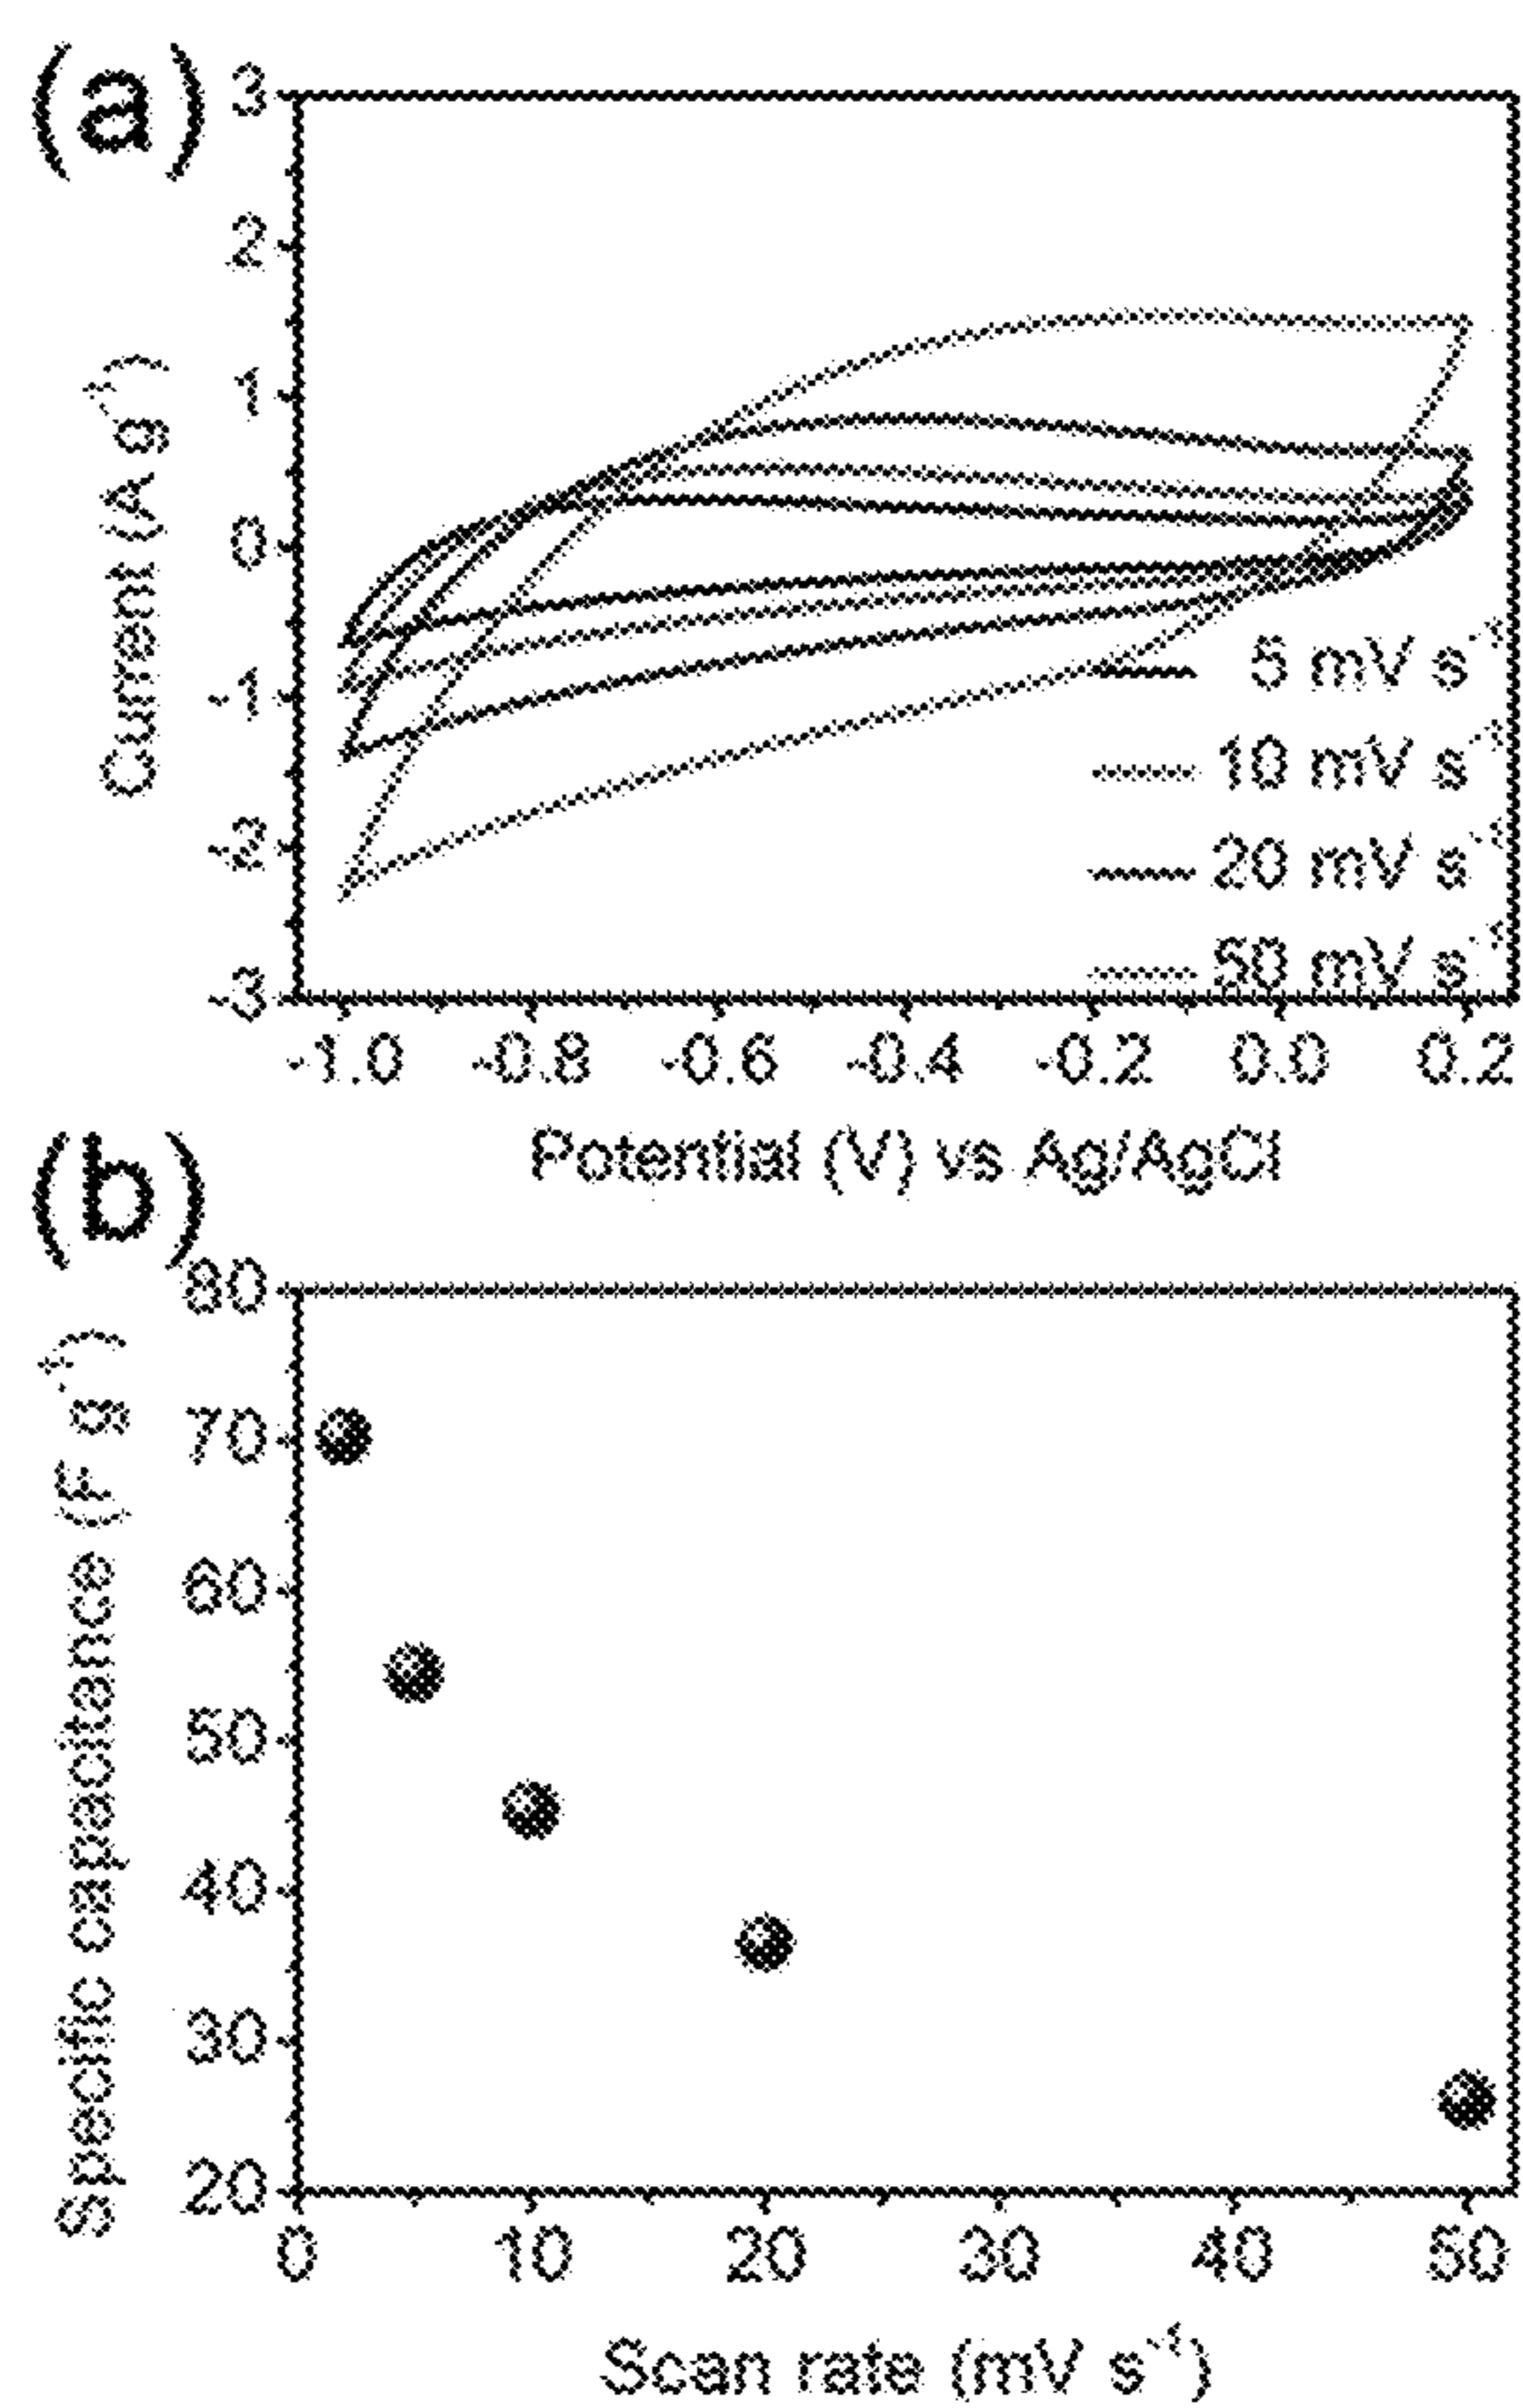 (a)
3
2
1
0
-1
-2
-3
Current (A g⁻¹)
5 mV s⁻¹
10 mV s⁻¹
20 mV s⁻¹
50 mV s⁻¹
-1.0 -0.8 -0.6 -0.4 -0.2 0.0 0.2
Potential (V) vs Ag/AgCl
(b)
80
70
60
50
40
30
20
Specific capacitance (F g⁻¹)
0 10 20 30 40 50
Scan rate (mV s⁻¹)